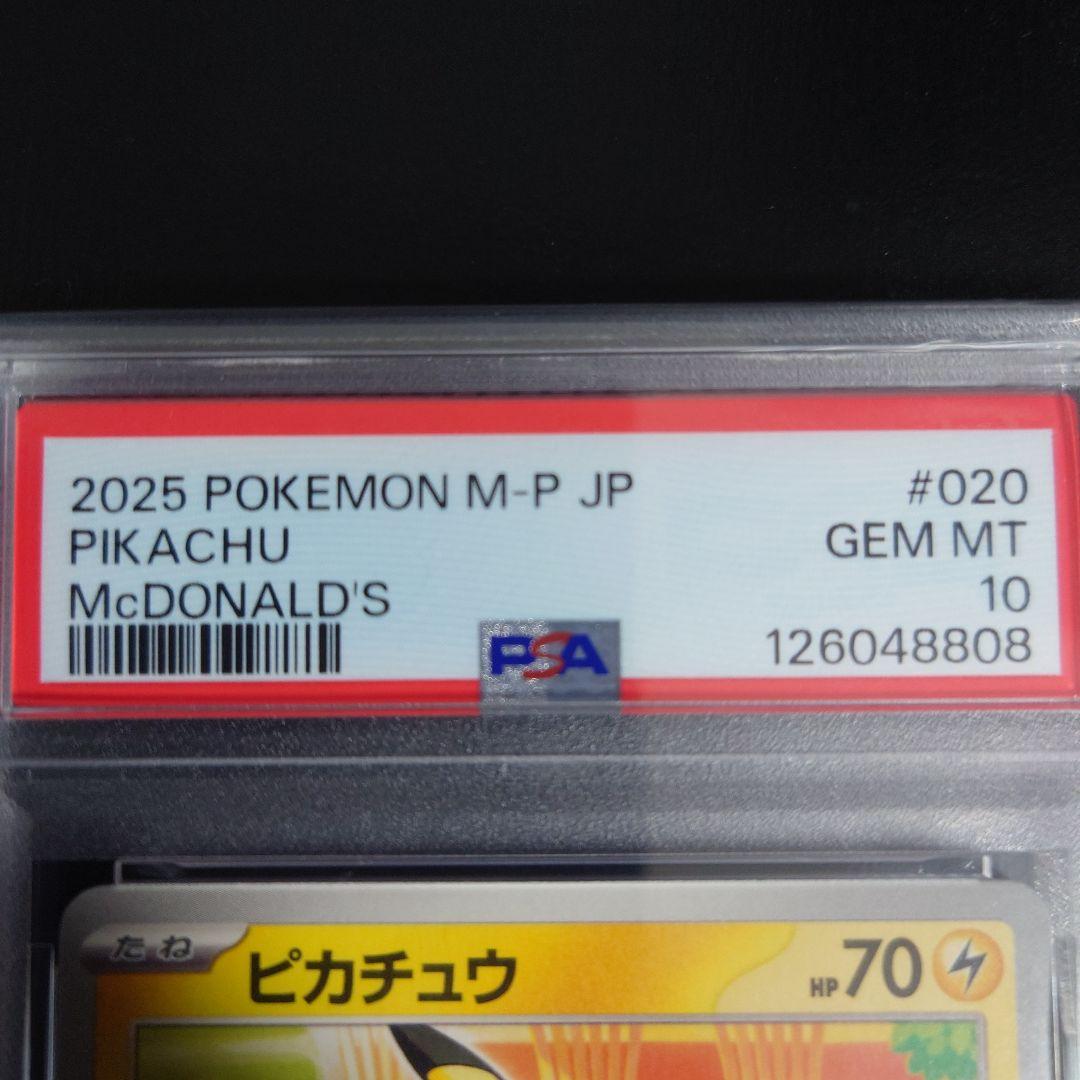 2025 POKEMON M-P JP #020
PIKACHU GEM MT
McDONALD'S 10
PSA 126048808
たね ピカチュウ HP70